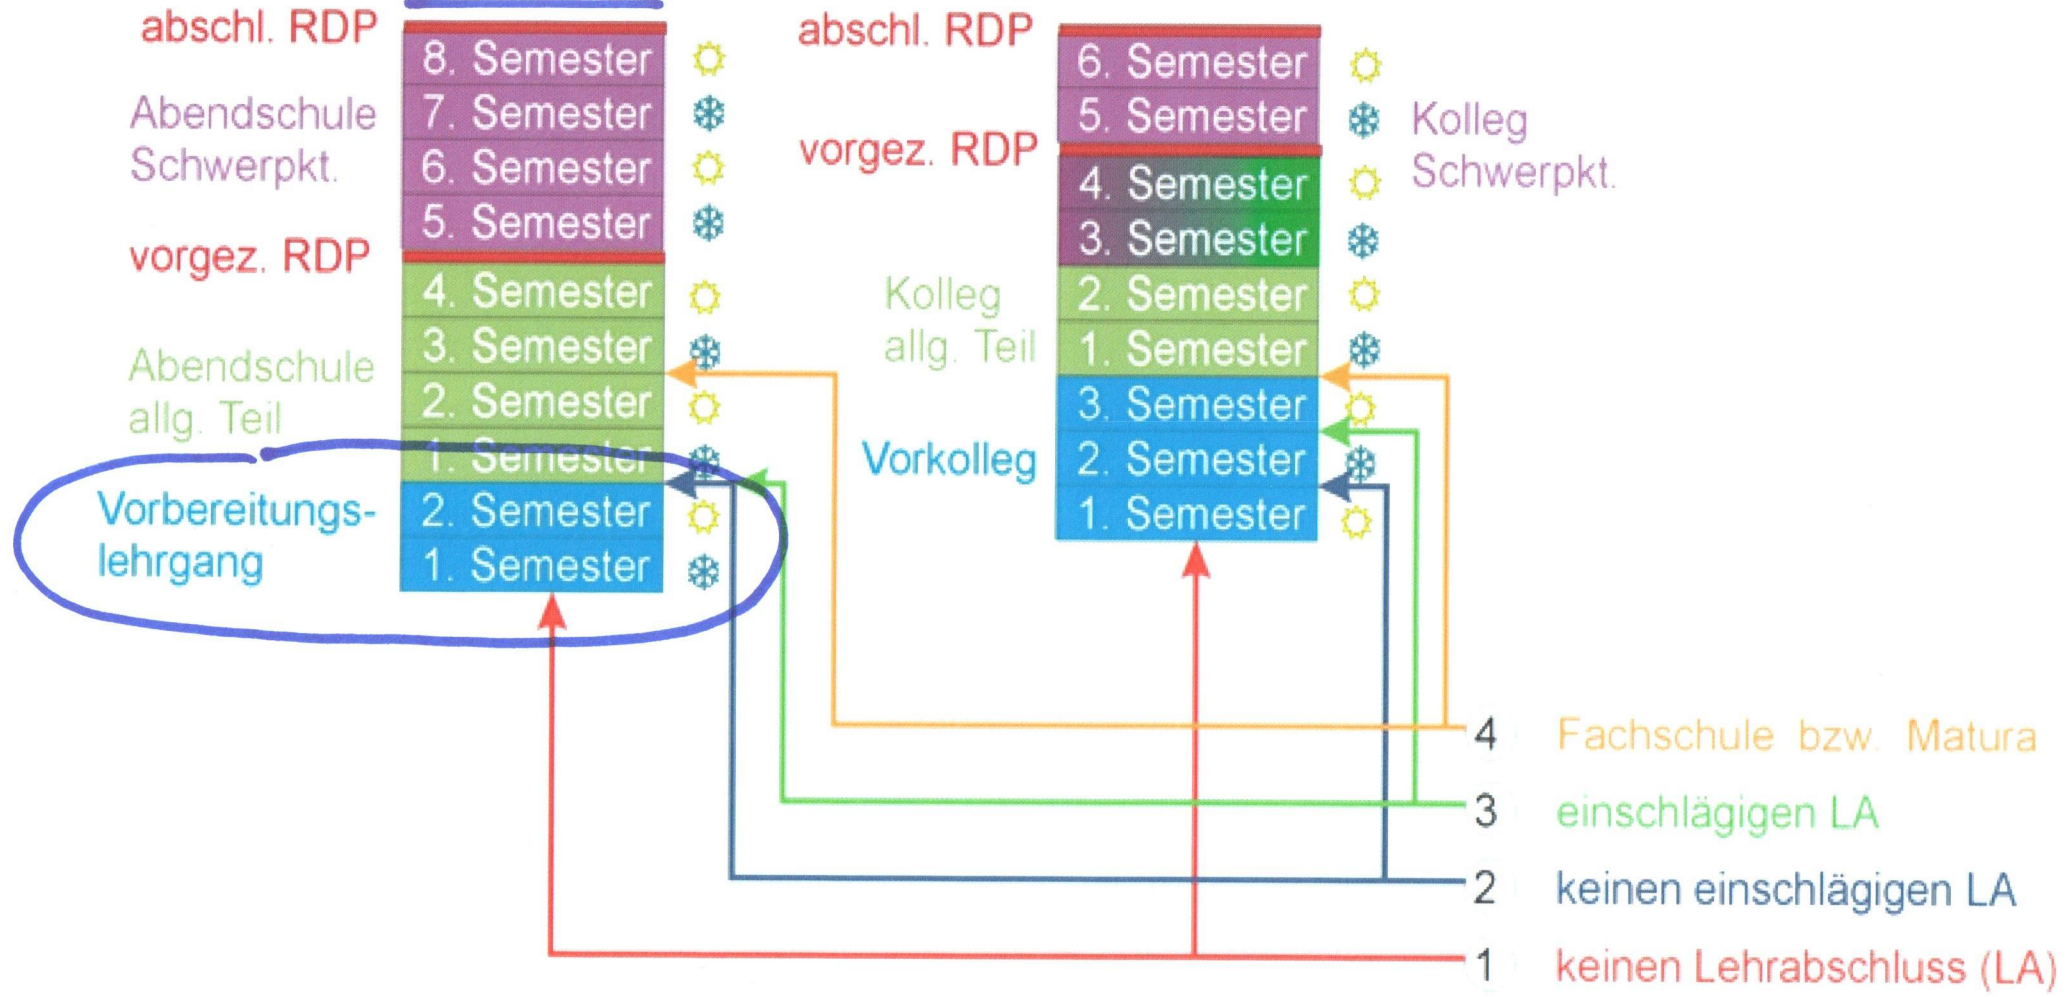 abschl. RDP
8. Semester
7. Semester
6. Semester
5. Semester
Abendschule
Schwerpkt.
vorgez. RDP
4. Semester
3. Semester
2. Semester
1. Semester
Abendschule
allg. Teil
Vorbereitungs-
lehrgang
2. Semester
1. Semester
abschl. RDP
6. Semester
5. Semester
Kolleg
Schwerpkt.
vorgez. RDP
4. Semester
3. Semester
2. Semester
1. Semester
Kolleg
allg. Teil
Vorkolleg
3. Semester
2. Semester
1. Semester
4 Fachschule bzw. Matura
3 einschlägigen LA
2 keinen einschlägigen LA
1 keinen Lehrabschluss (LA)